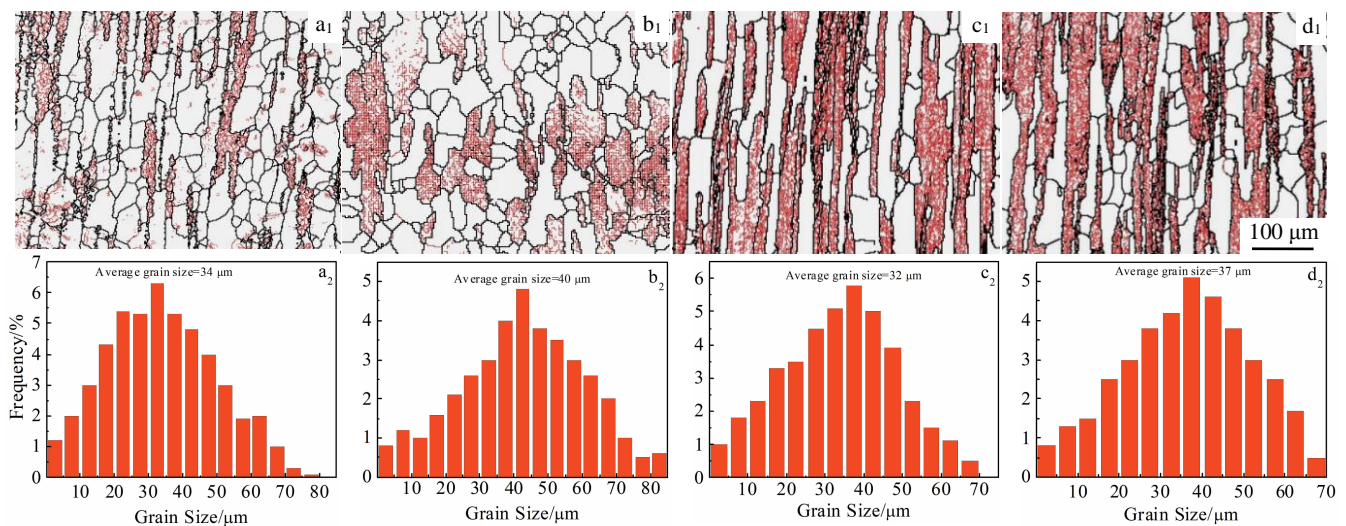 a1 b1 c1 d1
100 μm
Average grain size=34 μm a2
Average grain size=40 μm b2
Average grain size=32 μm c2
Average grain size=37 μm d2
Frequency/%
7
6
5
4
3
2
1
0
5
4
3
2
1
0
6
5
4
3
2
1
0
5
4
3
2
1
0
10 20 30 40 50 60 70 80
10 20 30 40 50 60 70 80
10 20 30 40 50 60 70
10 20 30 40 50 60 70
Grain Size/μm
Grain Size/μm
Grain Size/μm
Grain Size/μm